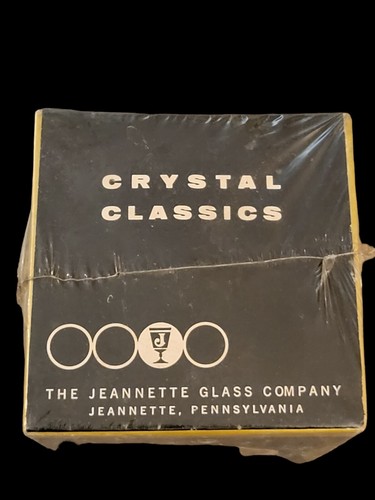 CRYSTAL
CLASSICS
J
THE JEANNETTE GLASS COMPANY
JEANNETTE, PENNSYLVANIA